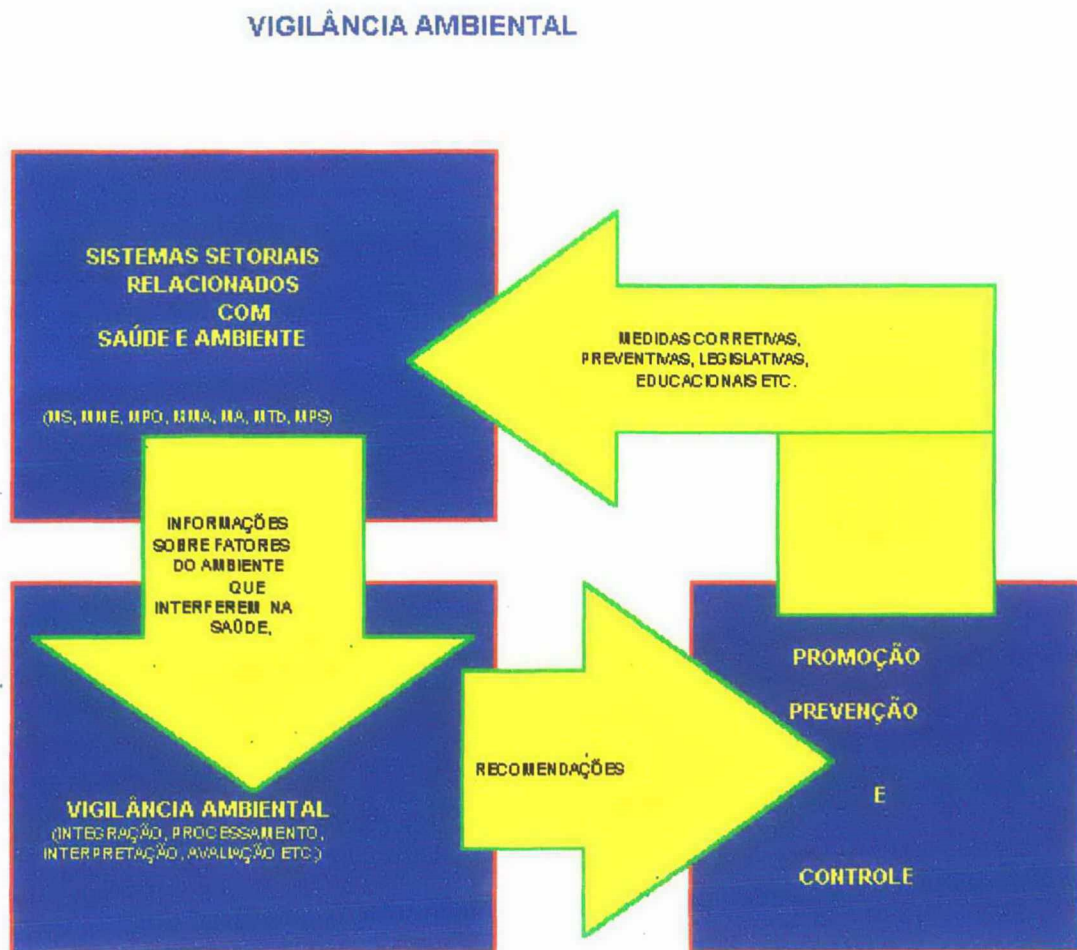 VIGILÂNCIA AMBIENTAL
SISTEMAS SETORIAIS
RELACIONADOS
COM
SAÚDE E AMBIENTE
(MS, MME, MPO, MMA, MA, MTb, MPS)
MEDIDAS CORRETIVAS,
PREVENTIVAS, LEGISLATIVAS,
EDUCACIONAIS ETC.
INFORMAÇÕES
SOBRE FATORES
DO AMBIENTE
QUE
INTERFEREM NA
SAÚDE,
VIGILÂNCIA AMBIENTAL
(INTEGRAÇÃO, PROCESSAMENTO,
INTERPRETAÇÃO, AVALIAÇÃO ETC.)
RECOMENDAÇÕES
PROMOÇÃO
PREVENÇÃO
E
CONTROLE